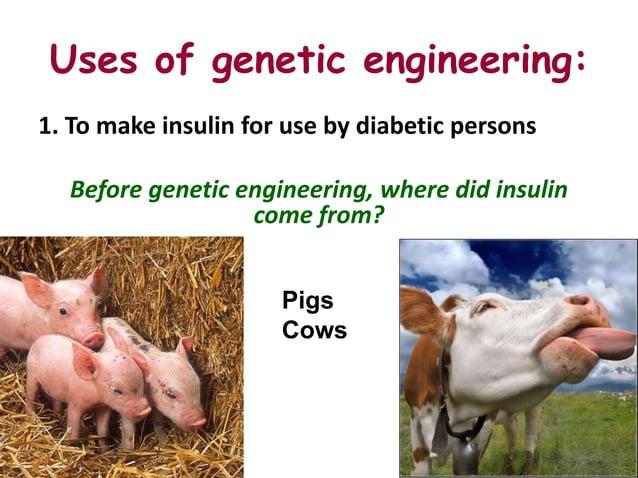 Uses of genetic engineering:
1. To make insulin for use by diabetic persons
Before genetic engineering, where did insulin
come from?
Pigs
Cows